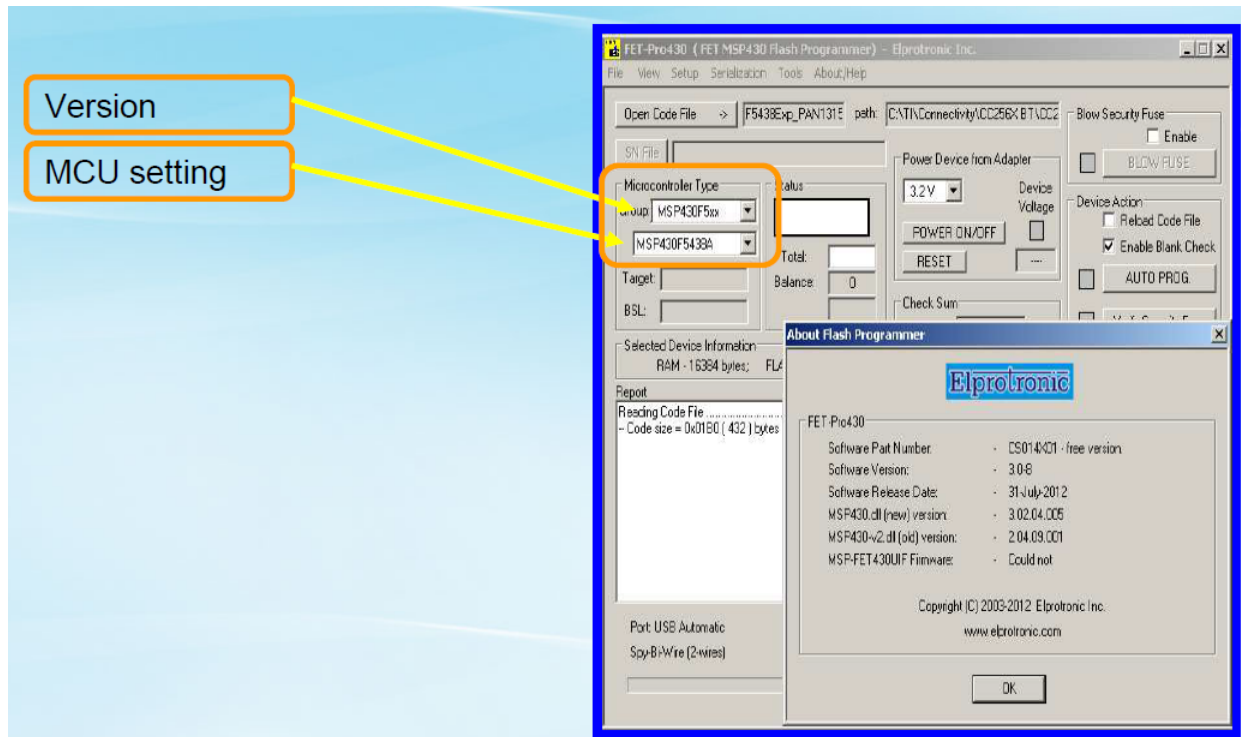 Version
MCU setting
FET-Pro430 ( FET MSP430 Flash Programmer) - Elprotronic Inc.
File View Setup Serialization Tools About/Help
Open Code File -> F5438Exp_PAN1315 path: C:\TI\Connectivity\CC256X BT\CC2
Blow Security Fuse
Enable
SN File
BLOW FUSE
Power Device from Adapter
Microcontroler Type
Status
3.2 V
Device
Voltage
Device Action
Group: MSP430F5xx
Reload Code File
POWER ON/OFF
MSP430F5438A
Enable Blank Check
Total:
RESET
---
Target:
Balance: 0
AUTO PROG.
BSL:
Check Sum
Selected Device Information
RAM - 16384 bytes; FLA
Report
Reading Code File ....................
-- Code size = 0x01B0 ( 432 ) bytes
Port: USB Automatic
Spy-Bi-Wire (2-wires)
About Flash Programmer
Elprotronic
FET-Pro430
Software Part Number: - CS014X01 - free version
Software Version: - 3.0-8
Software Release Date: - 31-July-2012
MSP430.dll (new) version: - 3.02.04.005
MSP430-v2.dll (old) version: - 2.04.09.001
MSP-FET430UIF Firmware: - Could not
Copyright (C) 2003-2012 Elprotronic Inc.
www.elprotronic.com
OK